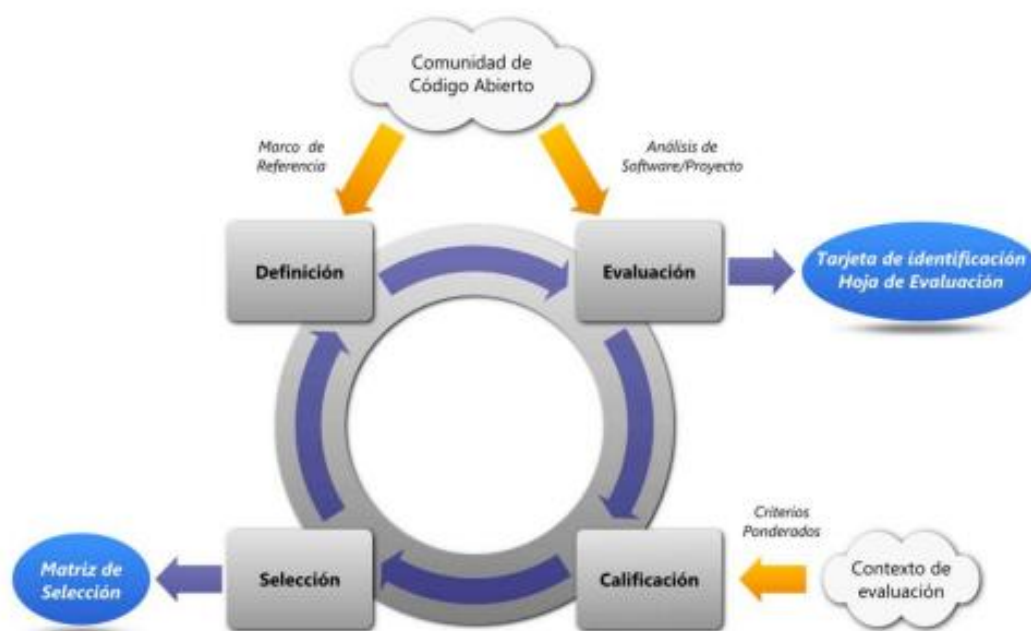 Comunidad de
Código Abierto
Marco de
Referencia
Análisis de
Software/Proyecto
Definición
Evaluación
Tarjeta de identificación
Hoja de Evaluación
Criterios
Ponderados
Matriz de
Selección
Selección
Calificación
Contexto de
evaluación